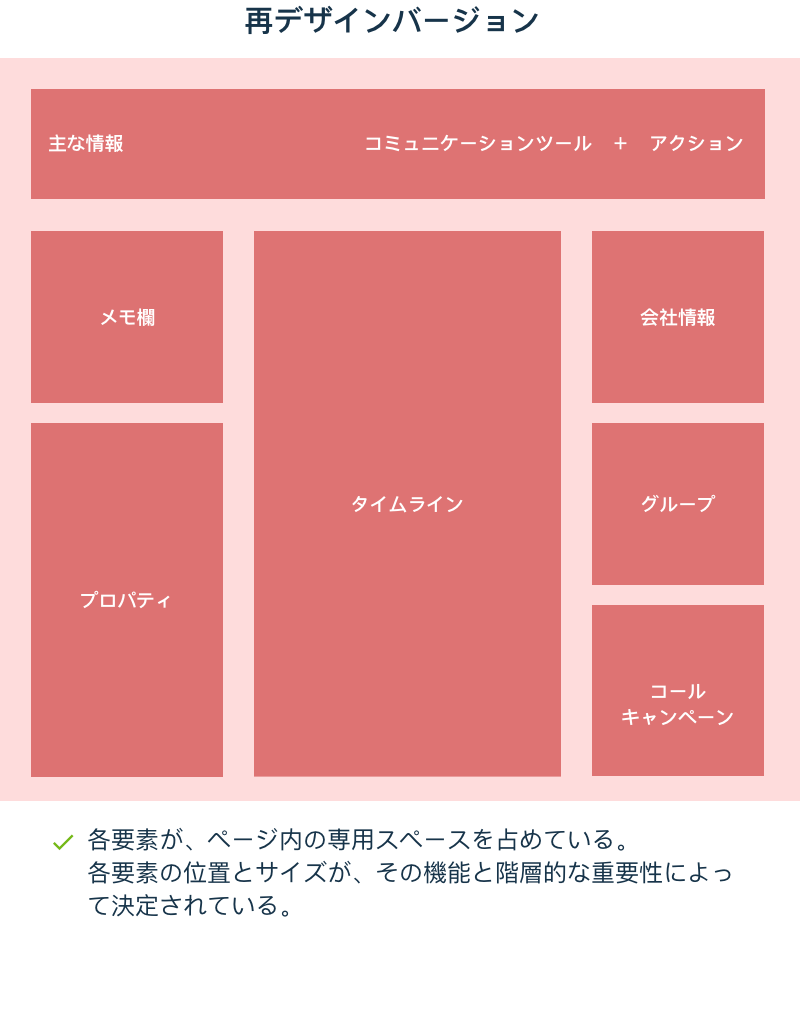 再デザインバージョン
主な情報
コミュニケーションツール　+　アクション
メモ欄
会社情報
タイムライン
グループ
プロパティ
コール
キャンペーン
各要素が、ページ内の専用スペースを占めている。
各要素の位置とサイズが、その機能と階層的な重要性によっ
て決定されている。